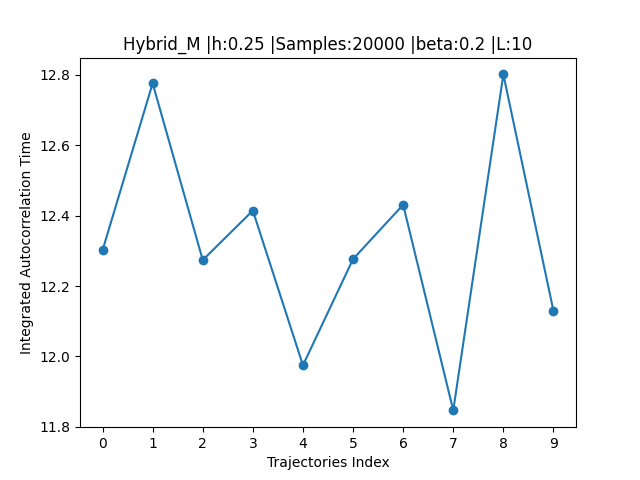 Hybrid_M |h:0.25 |Samples:20000 |beta:0.2 |L:10
Integrated Autocorrelation Time
12.8
12.6
12.4
12.2
12.0
11.8
0 1 2 3 4 5 6 7 8 9
Trajectories Index